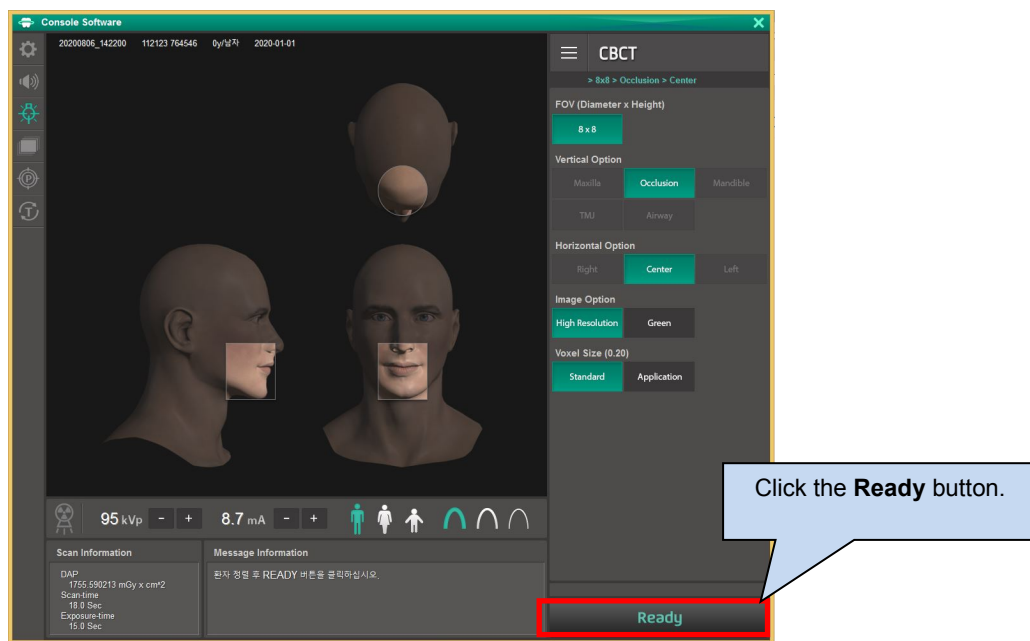 Console Software
20200806_142200 112123 764546 0y/남자 2020-01-01
CBCT
> 8x8 > Occlusion > Center
FOV (Diameter x Height)
8 x 8
Vertical Option
Maxilla Occlusion Mandible
TMJ Airway
Horizontal Option
Right Center Left
Image Option
High Resolution Green
Voxel Size (0.20)
Standard Application
Click the Ready button.
95 kVp - + 8.7 mA - +
Scan Information
DAP
1755.590213 mGy x cm^2
Scan-time
18.0 Sec
Exposure-time
15.0 Sec
Message Information
환자 정렬 후 READY 버튼을 클릭하십시오.
Ready
P
T